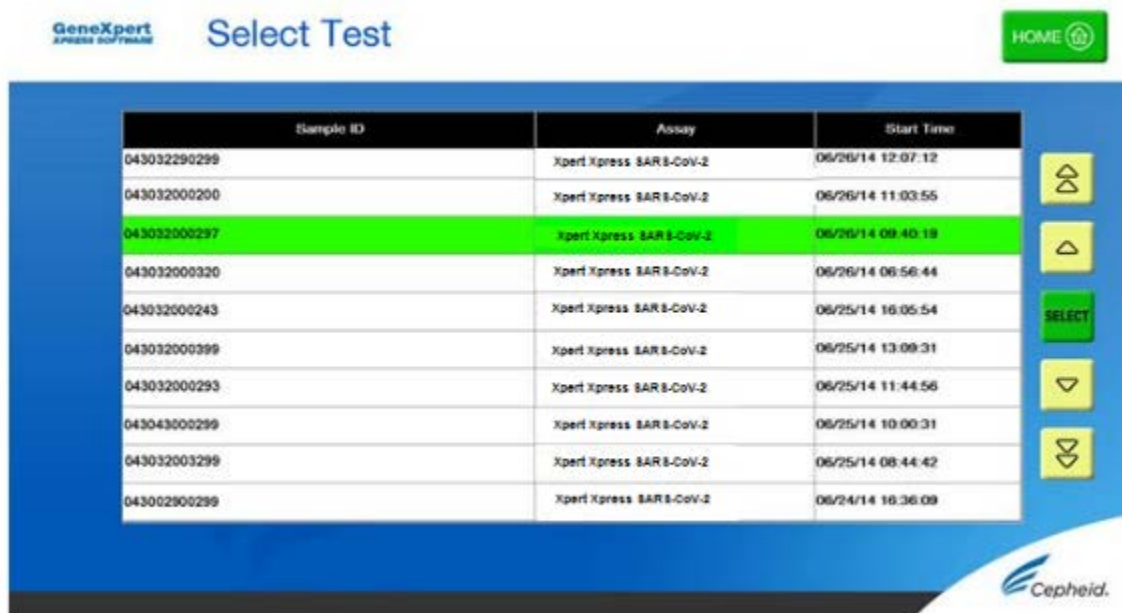 GeneXpert
XPRESS SOFTWARE
Select Test
HOME
Sample ID Assay Start Time
043032290299 Xpert Xpress SARS-CoV-2 06/26/14 12:07:12
043032000200 Xpert Xpress SARS-CoV-2 06/26/14 11:03:55
043032000297 Xpert Xpress SARS-CoV-2 06/26/14 09:40:19
043032000320 Xpert Xpress SARS-CoV-2 06/26/14 06:56:44
043032000243 Xpert Xpress SARS-CoV-2 06/25/14 16:05:54
SELECT
043032000399 Xpert Xpress SARS-CoV-2 06/25/14 13:09:31
043032000293 Xpert Xpress SARS-CoV-2 06/25/14 11:44:56
043043000299 Xpert Xpress SARS-CoV-2 06/25/14 10:00:31
043032003299 Xpert Xpress SARS-CoV-2 06/25/14 08:44:42
043002900299 Xpert Xpress SARS-CoV-2 06/24/14 16:36:09
Cepheid.